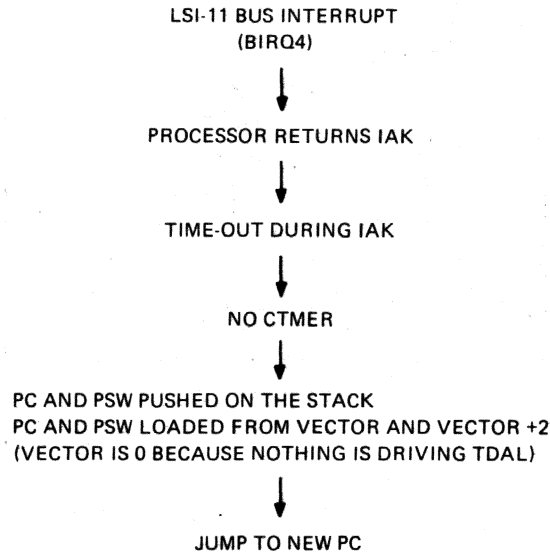 LSI-11 BUS INTERRUPT
(BIRQ4)
PROCESSOR RETURNS IAK
TIME-OUT DURING IAK
NO CTMER
PC AND PSW PUSHED ON THE STACK
PC AND PSW LOADED FROM VECTOR AND VECTOR +2
(VECTOR IS 0 BECAUSE NOTHING IS DRIVING TDAL)
JUMP TO NEW PC